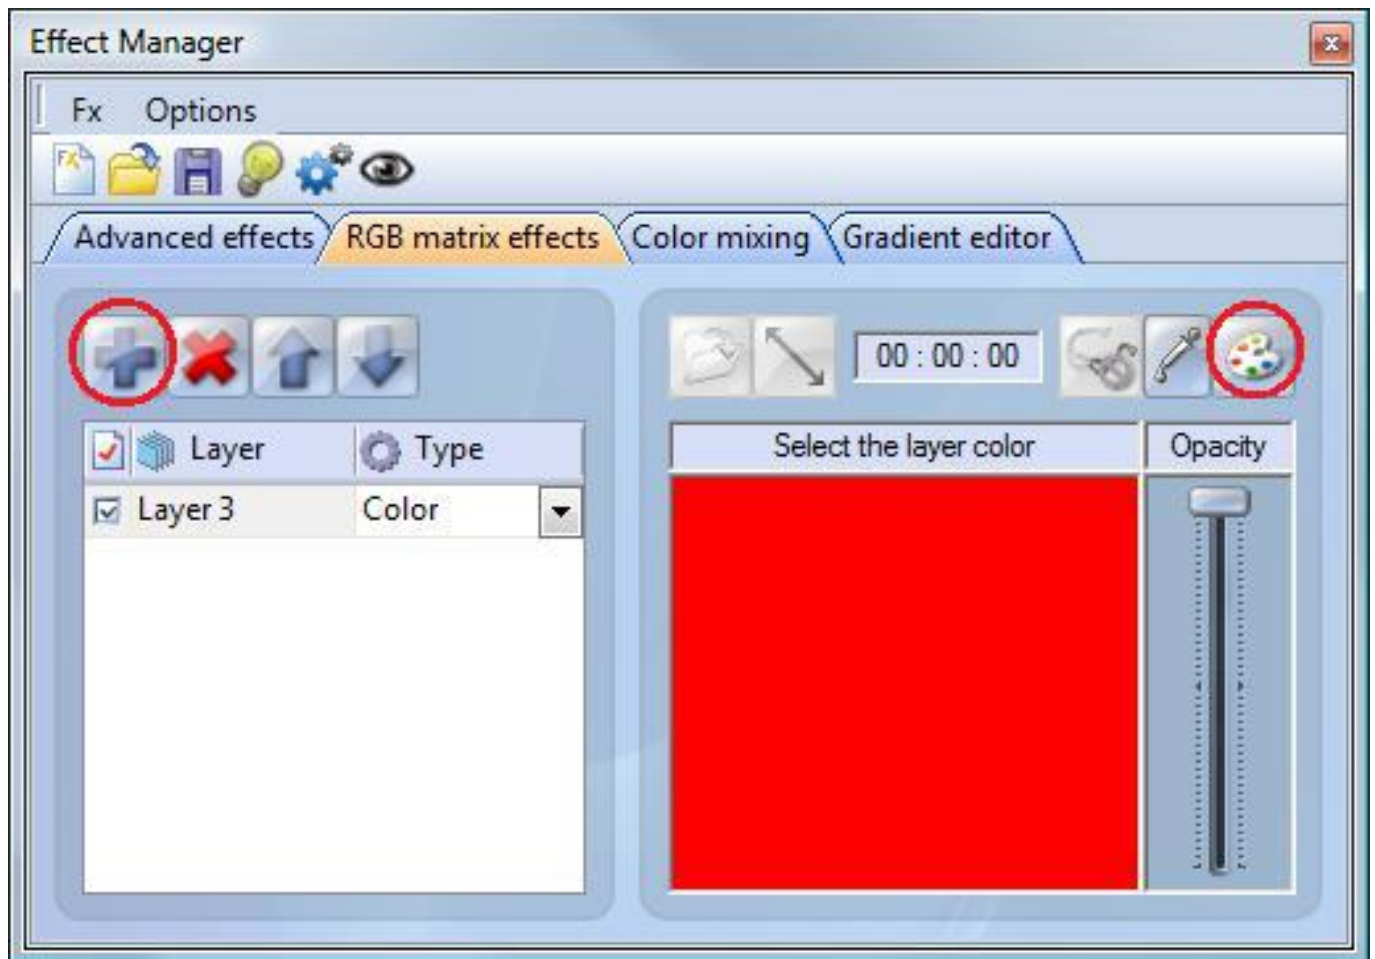 Effect Manager
Fx Options
FX
Advanced effects RGB matrix effects Color mixing Gradient editor
00 : 00 : 00
Layer Type Select the layer color Opacity
Layer 3 Color